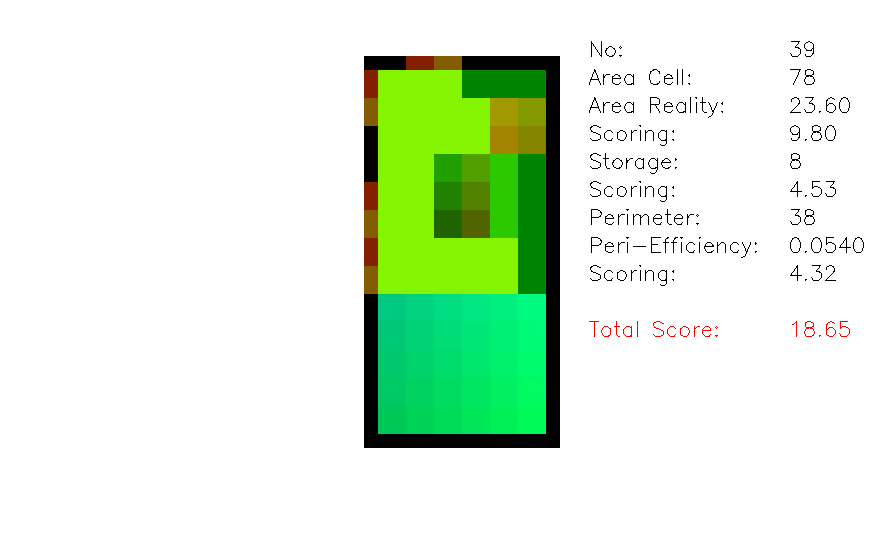 No: 39
Area Cell: 78
Area Reality: 23.60
Scoring: 9.80
Storage: 8
Scoring: 4.53
Perimeter: 38
Peri-Efficiency: 0.0540
Scoring: 4.32
Total Score: 18.65